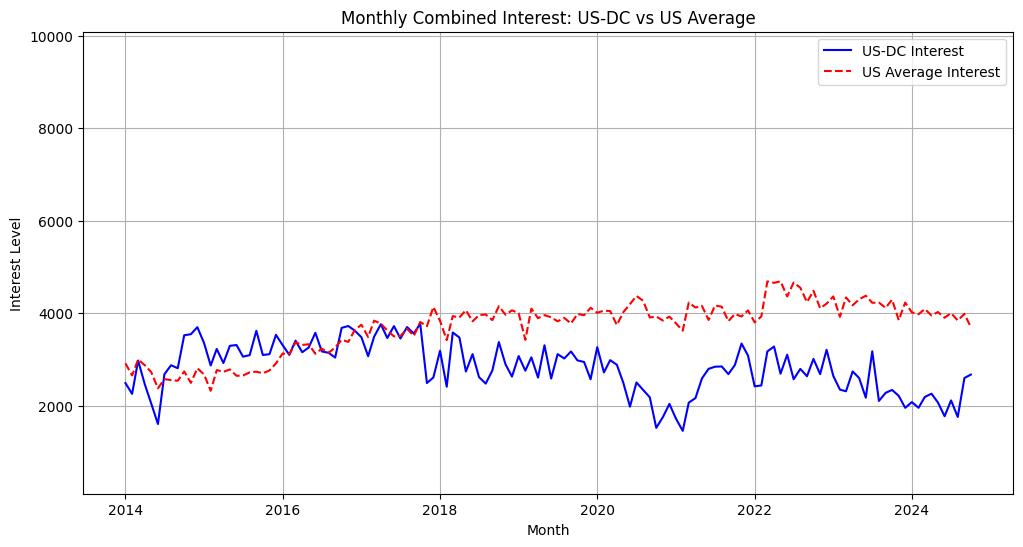 Monthly Combined Interest: US-DC vs US Average
10000
8000
6000
4000
2000
Interest Level
US-DC Interest
US Average Interest
2014
2016
2018
2020
2022
2024
Month